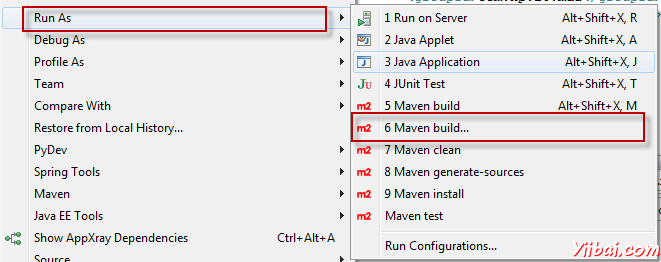 Run As
Debug As
Profile As
Team
Compare With
Restore from Local History...
PyDev
Spring Tools
Maven
Java EE Tools
Show AppXray Dependencies Ctrl+Alt+A
Source
1 Run on Server Alt+Shift+X, R
2 Java Applet Alt+Shift+X, A
3 Java Application Alt+Shift+X, J
JU 4 JUnit Test Alt+Shift+X, T
m2 5 Maven build Alt+Shift+X, M
m2 6 Maven build...
m2 7 Maven clean
m2 8 Maven generate-sources
m2 9 Maven install
m2 Maven test
Run Configurations...
Yiibai.com